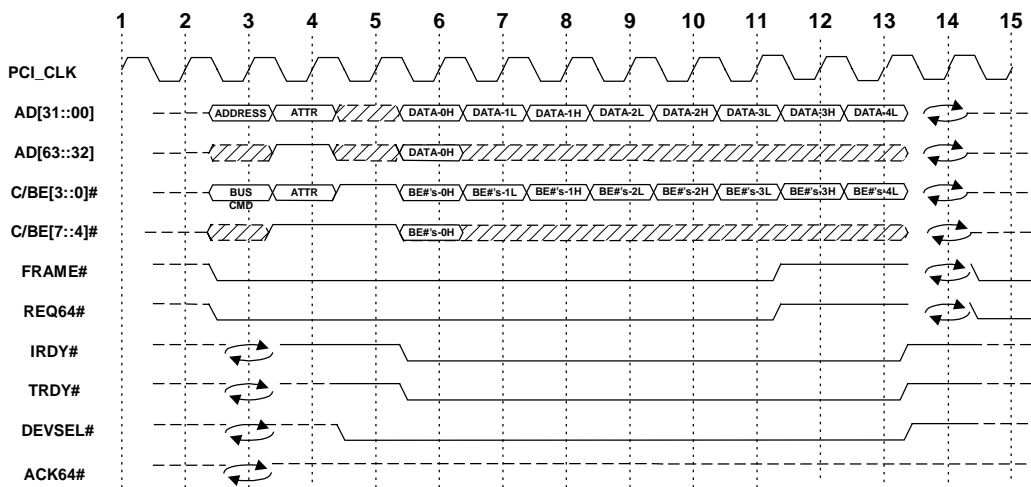 1 2 3 4 5 6 7 8 9 10 11 12 13 14 15
PCI_CLK
AD[31::00] ADDRESS ATTR DATA-0H DATA-1L DATA-1H DATA-2L DATA-2H DATA-3L DATA-3H DATA-4L
AD[63::32] DATA-0H
C/BE[3::0]# BUS CMD ATTR BE#'s-0H BE#'s-1L BE#'s-1H BE#'s-2L BE#'s-2H BE#'s-3L BE#'s-3H BE#'s-4L
C/BE[7::4]# BE#'s-0H
FRAME#
REQ64#
IRDY#
TRDY#
DEVSEL#
ACK64#